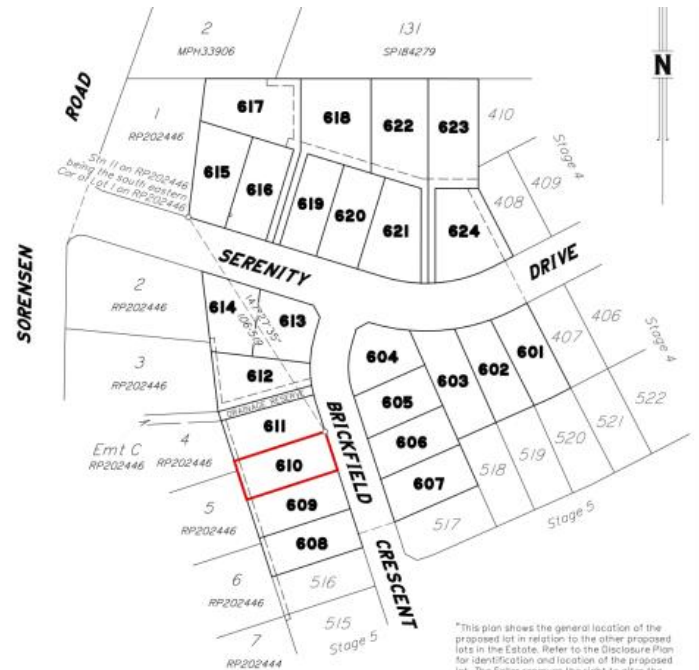 2
MPH33906
131
SP184279
N
ROAD
1
RP202446
617
618
622
623
410
Stage 4
409
408
Stn 11 on RP202446
being the south eastern
Cor of Lot 1 on RP202446
615
616
619
620
621
624
SERENITY
DRIVE
SORENSEN
2
RP202446
614
613
147°27'35"
106·519
3
RP202446
612
DRAINAGE RESERVE
604
603
602
601
407
406
Stage 4
605
606
607
522
521
520
519
518
517
Stage 5
BRICKFIELD
CRESCENT
Emt C
RP202446
4
RP202446
611
610
609
608
5
RP202446
6
RP202446
516
515
Stage 5
7
RP202444
"This plan shows the general location of the
proposed lot in relation to the other proposed
lots in the Estate. Refer to the Disclosure Plan
for identification and location of the proposed